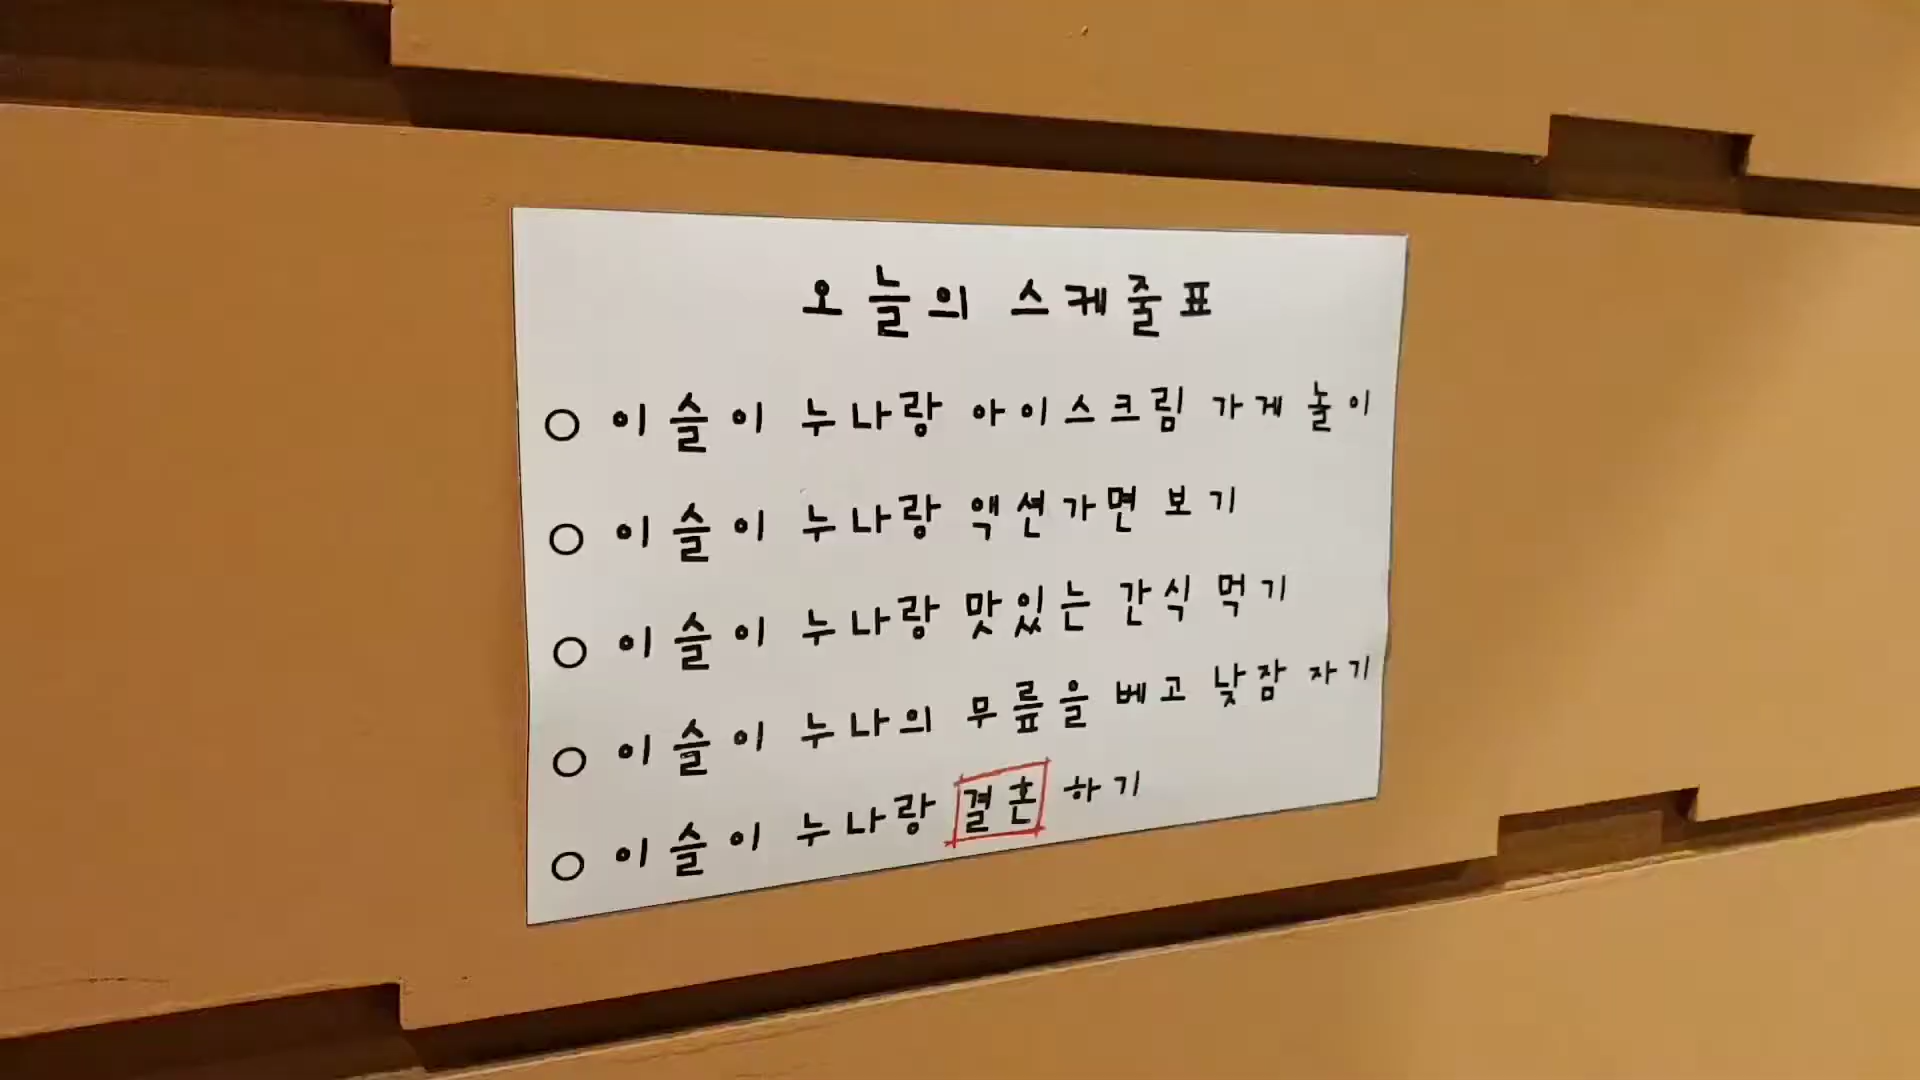 오늘의 스케줄표
○ 이슬이 누나랑 아이스크림 가게 놀이
○ 이슬이 누나랑 액션가면 보기
○ 이슬이 누나랑 맛있는 간식 먹기
○ 이슬이 누나의 무릎을 베고 낮잠 자기
○ 이슬이 누나랑 결혼하기